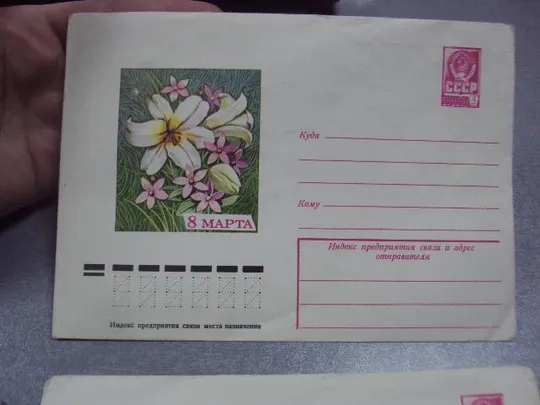 СССР
Куда
8 МАРТА
Кому
Индекс предприятия связи и адрес
отправителя
Индекс предприятия связи места назначения